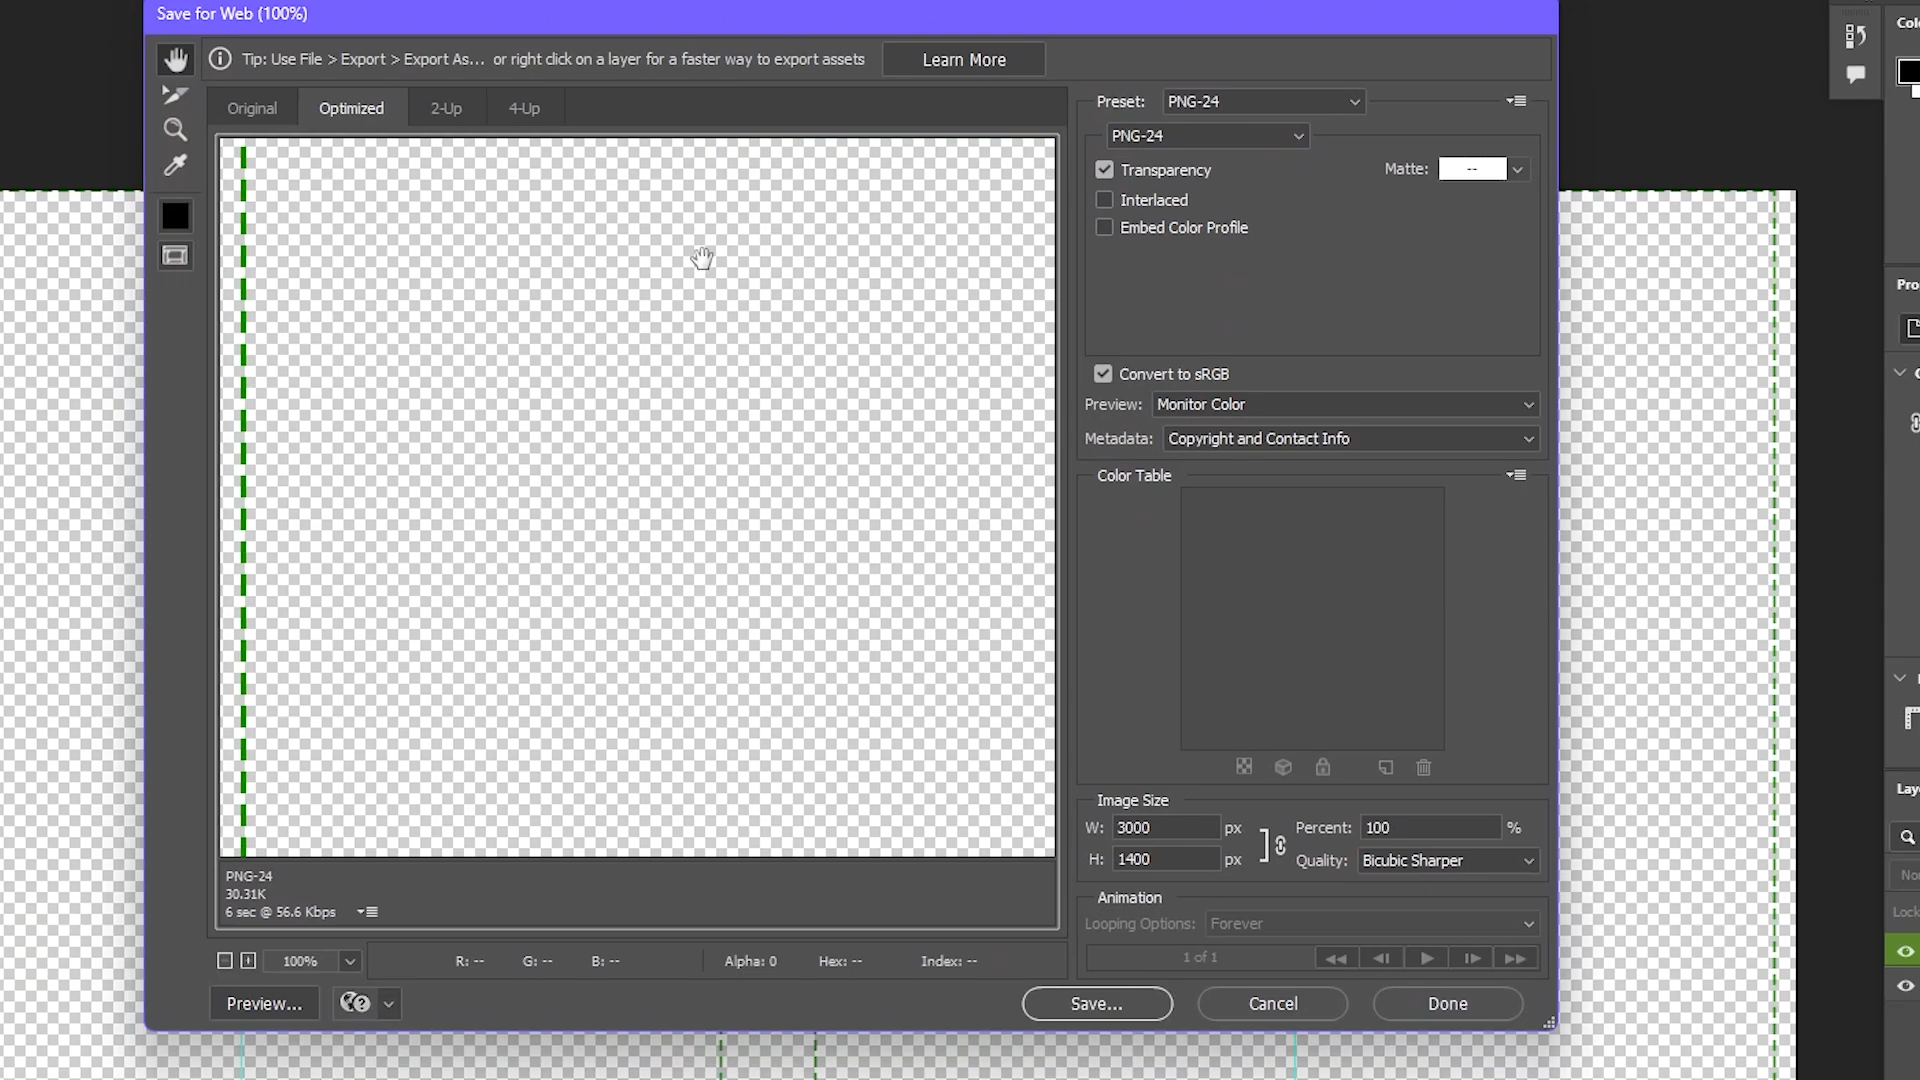 Save for Web (100%)
Tip: Use File > Export > Export As... or right click on a layer for a faster way to export assets
Learn More
Original
Optimized
2-Up
4-Up
Preset:
PNG-24
PNG-24
Transparency
Matte:
--
Interlaced
Embed Color Profile
Convert to sRGB
Preview:
Monitor Color
Metadata:
Copyright and Contact Info
Color Table
Image Size
W:
3000
px
Percent:
100
%
H:
1400
px
Quality:
Bicubic Sharper
PNG-24
30.31K
6 sec @ 56.6 Kbps
Animation
Looping Options:
Forever
1 of 1
100%
R: --
G: --
B: --
Alpha: 0
Hex: --
Index: --
Preview...
Save...
Cancel
Done